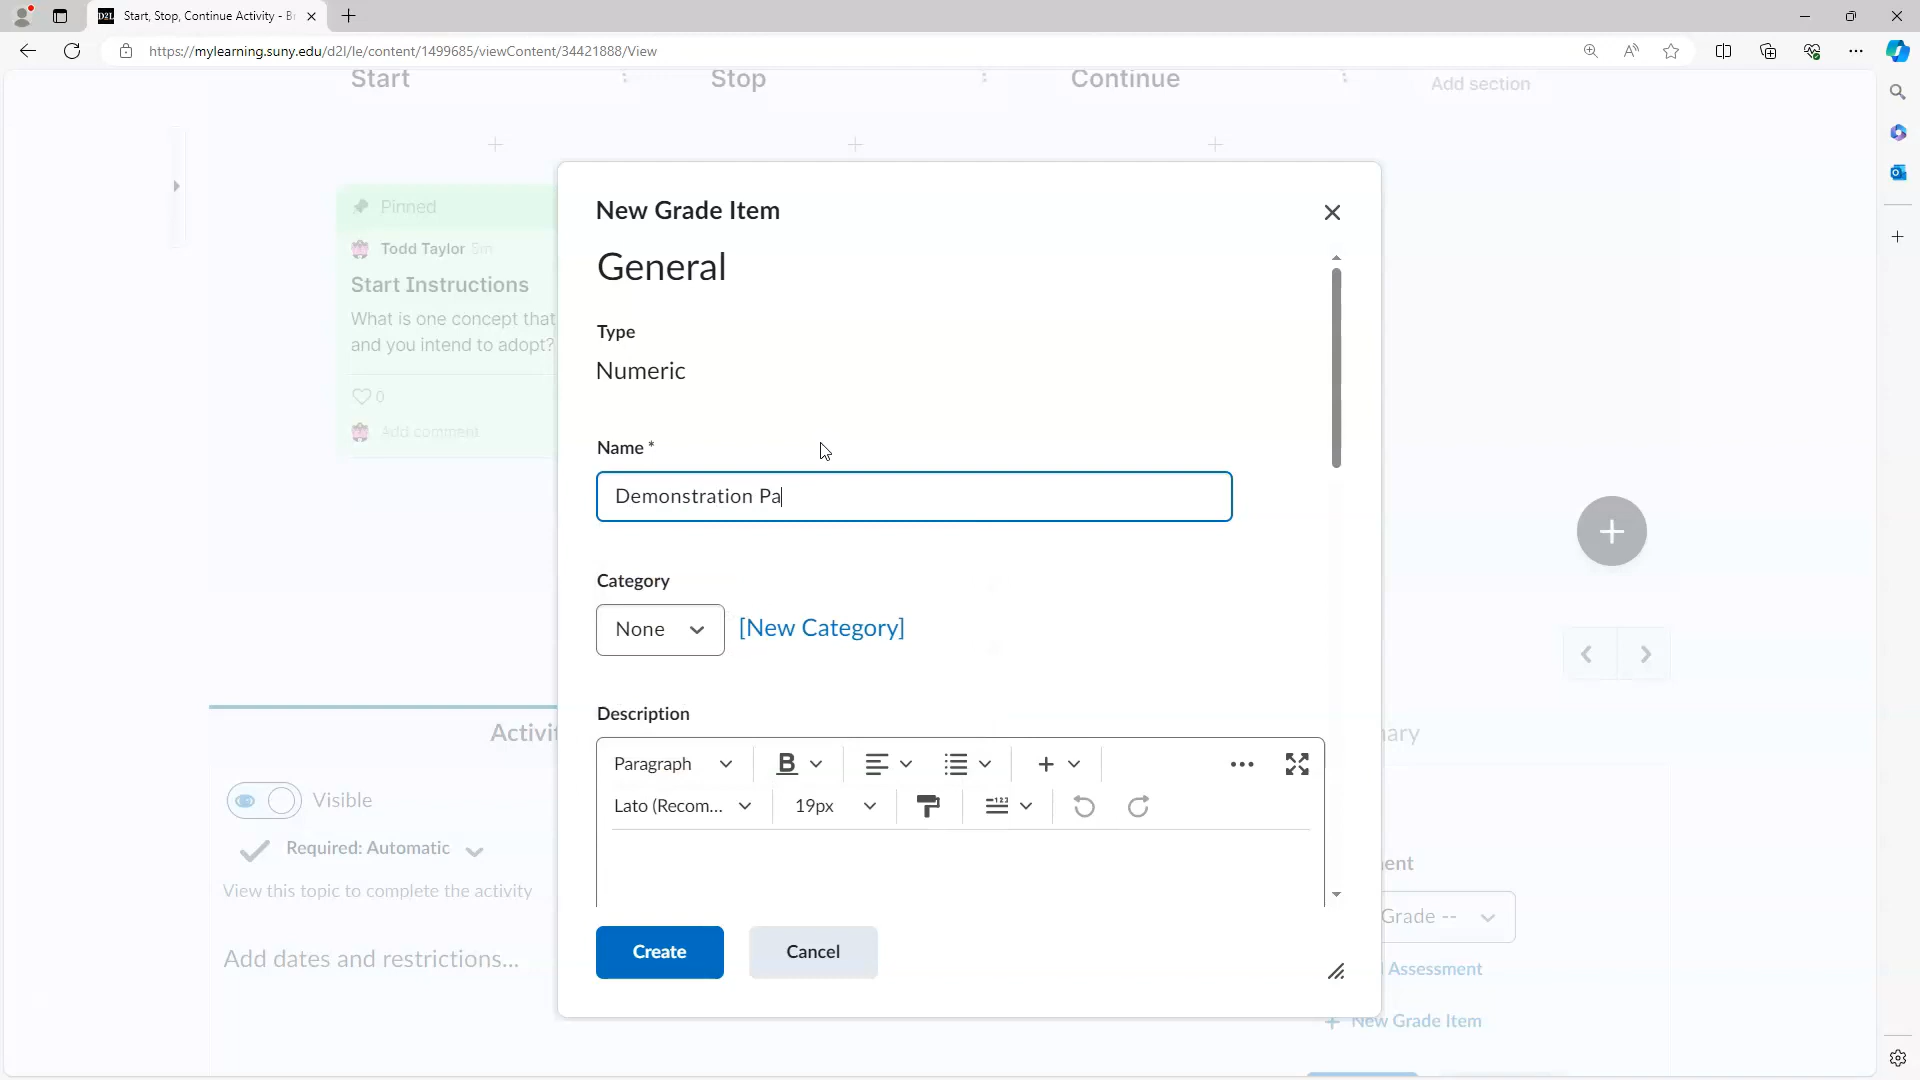 Start, Stop, Continue Activity - Br
https://mylearning.suny.edu/d2l/le/content/1499685/viewContent/34421888/View
Start
Stop
Continue
Add section
Pinned
Todd Taylor 5m
Start Instructions
What is one concept that
and you intend to adopt?
0
Add comment
New Grade Item
General
Type
Numeric
Name *
Demonstration Pa
Category
None
[New Category]
Description
Paragraph
B
Lato (Recom...
19px
Create
Cancel
Activit
Visible
Required: Automatic
View this topic to complete the activity
Add dates and restrictions...
ary
ent
Grade --
Assessment
New Grade Item